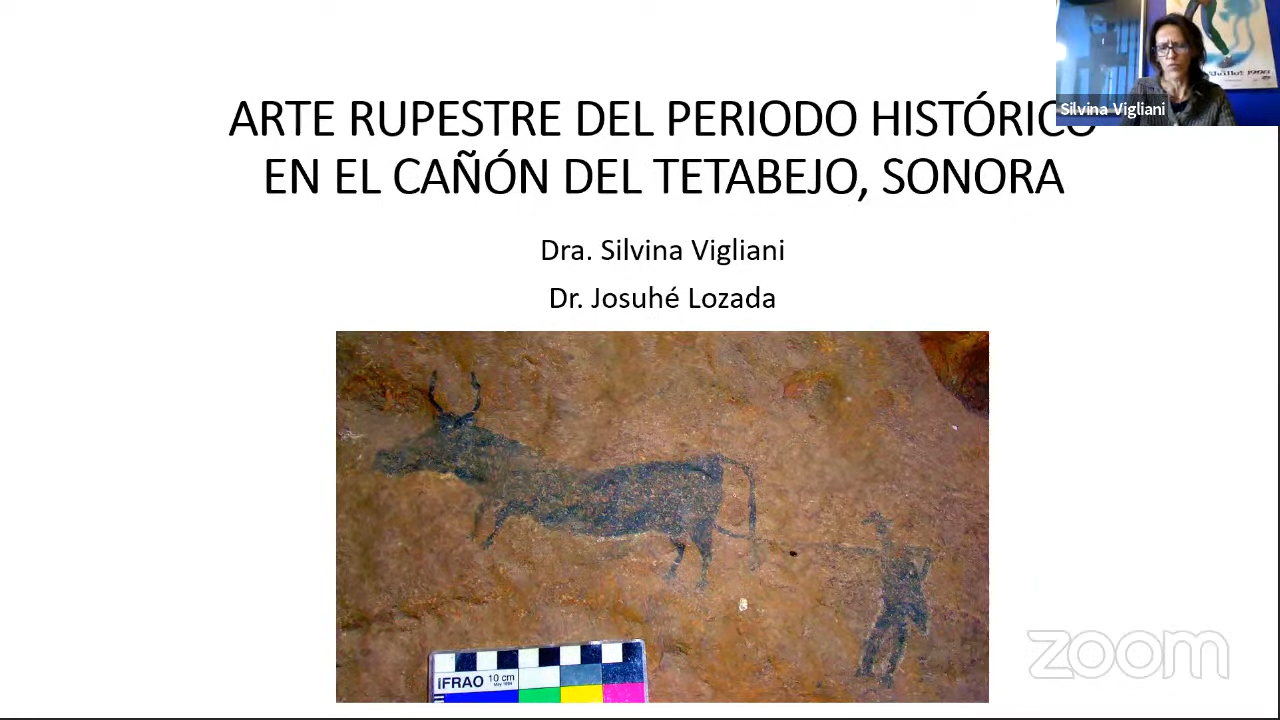 ARTE RUPESTRE DEL PERIODO HISTÓRICO
EN EL CAÑÓN DEL TETABEJO, SONORA
Dra. Silvina Vigliani
Dr. Josuhé Lozada
Silvina Vigliani
IFRAO 10 cm
zoom